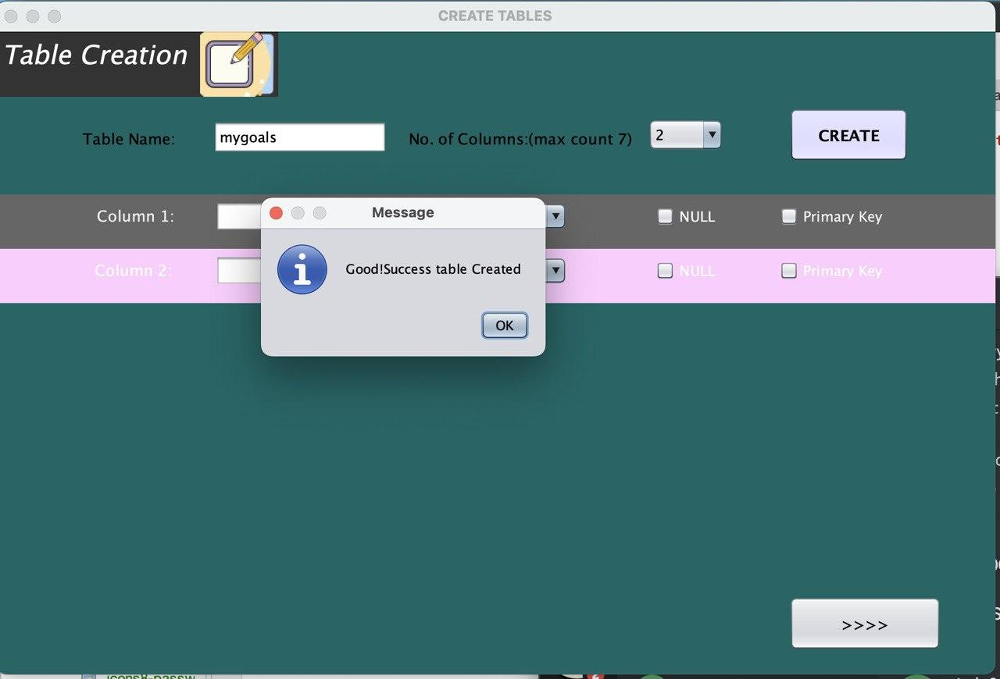 CREATE TABLES
Table Creation
Table Name:
mygoals
No. of Columns:(max count 7)
2
CREATE
Column 1:
NULL
Primary Key
Message
Good!Success table Created
OK
Column 2:
NULL
Primary Key
>>>>
icons8-passw